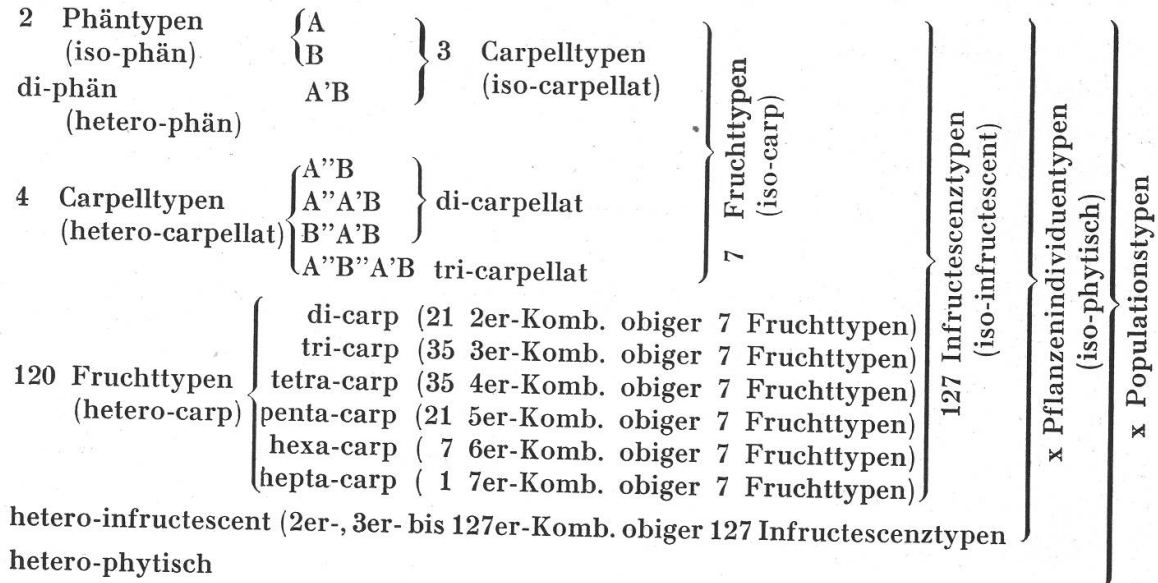 2 Phäntypen A
(iso-phän) B
di-phän A’B
(hetero-phän)
3 Carpelltypen
(iso-carpellat)
4 Carpelltypen
(hetero-carpellat)
A’’B
A’’A’B
B’’A’B
di-carpellat
A’’B’’A’B tri-carpellat
7 Fruchttypen
(iso-carp)
120 Fruchttypen
(hetero-carp)
di-carp (21 2er-Komb. obiger 7 Fruchttypen)
tri-carp (35 3er-Komb. obiger 7 Fruchttypen)
tetra-carp (35 4er-Komb. obiger 7 Fruchttypen)
penta-carp (21 5er-Komb. obiger 7 Fruchttypen)
hexa-carp ( 7 6er-Komb. obiger 7 Fruchttypen)
hepta-carp ( 1 7er-Komb. obiger 7 Fruchttypen)
127 Infructescenztypen
(iso-infructescent)
hetero-infructescent (2er-, 3er- bis 127er-Komb. obiger 127 Infructescenztypen
x Pflanzenindividuentypen
(iso-phytisch)
hetero-phytisch
x Populationstypen